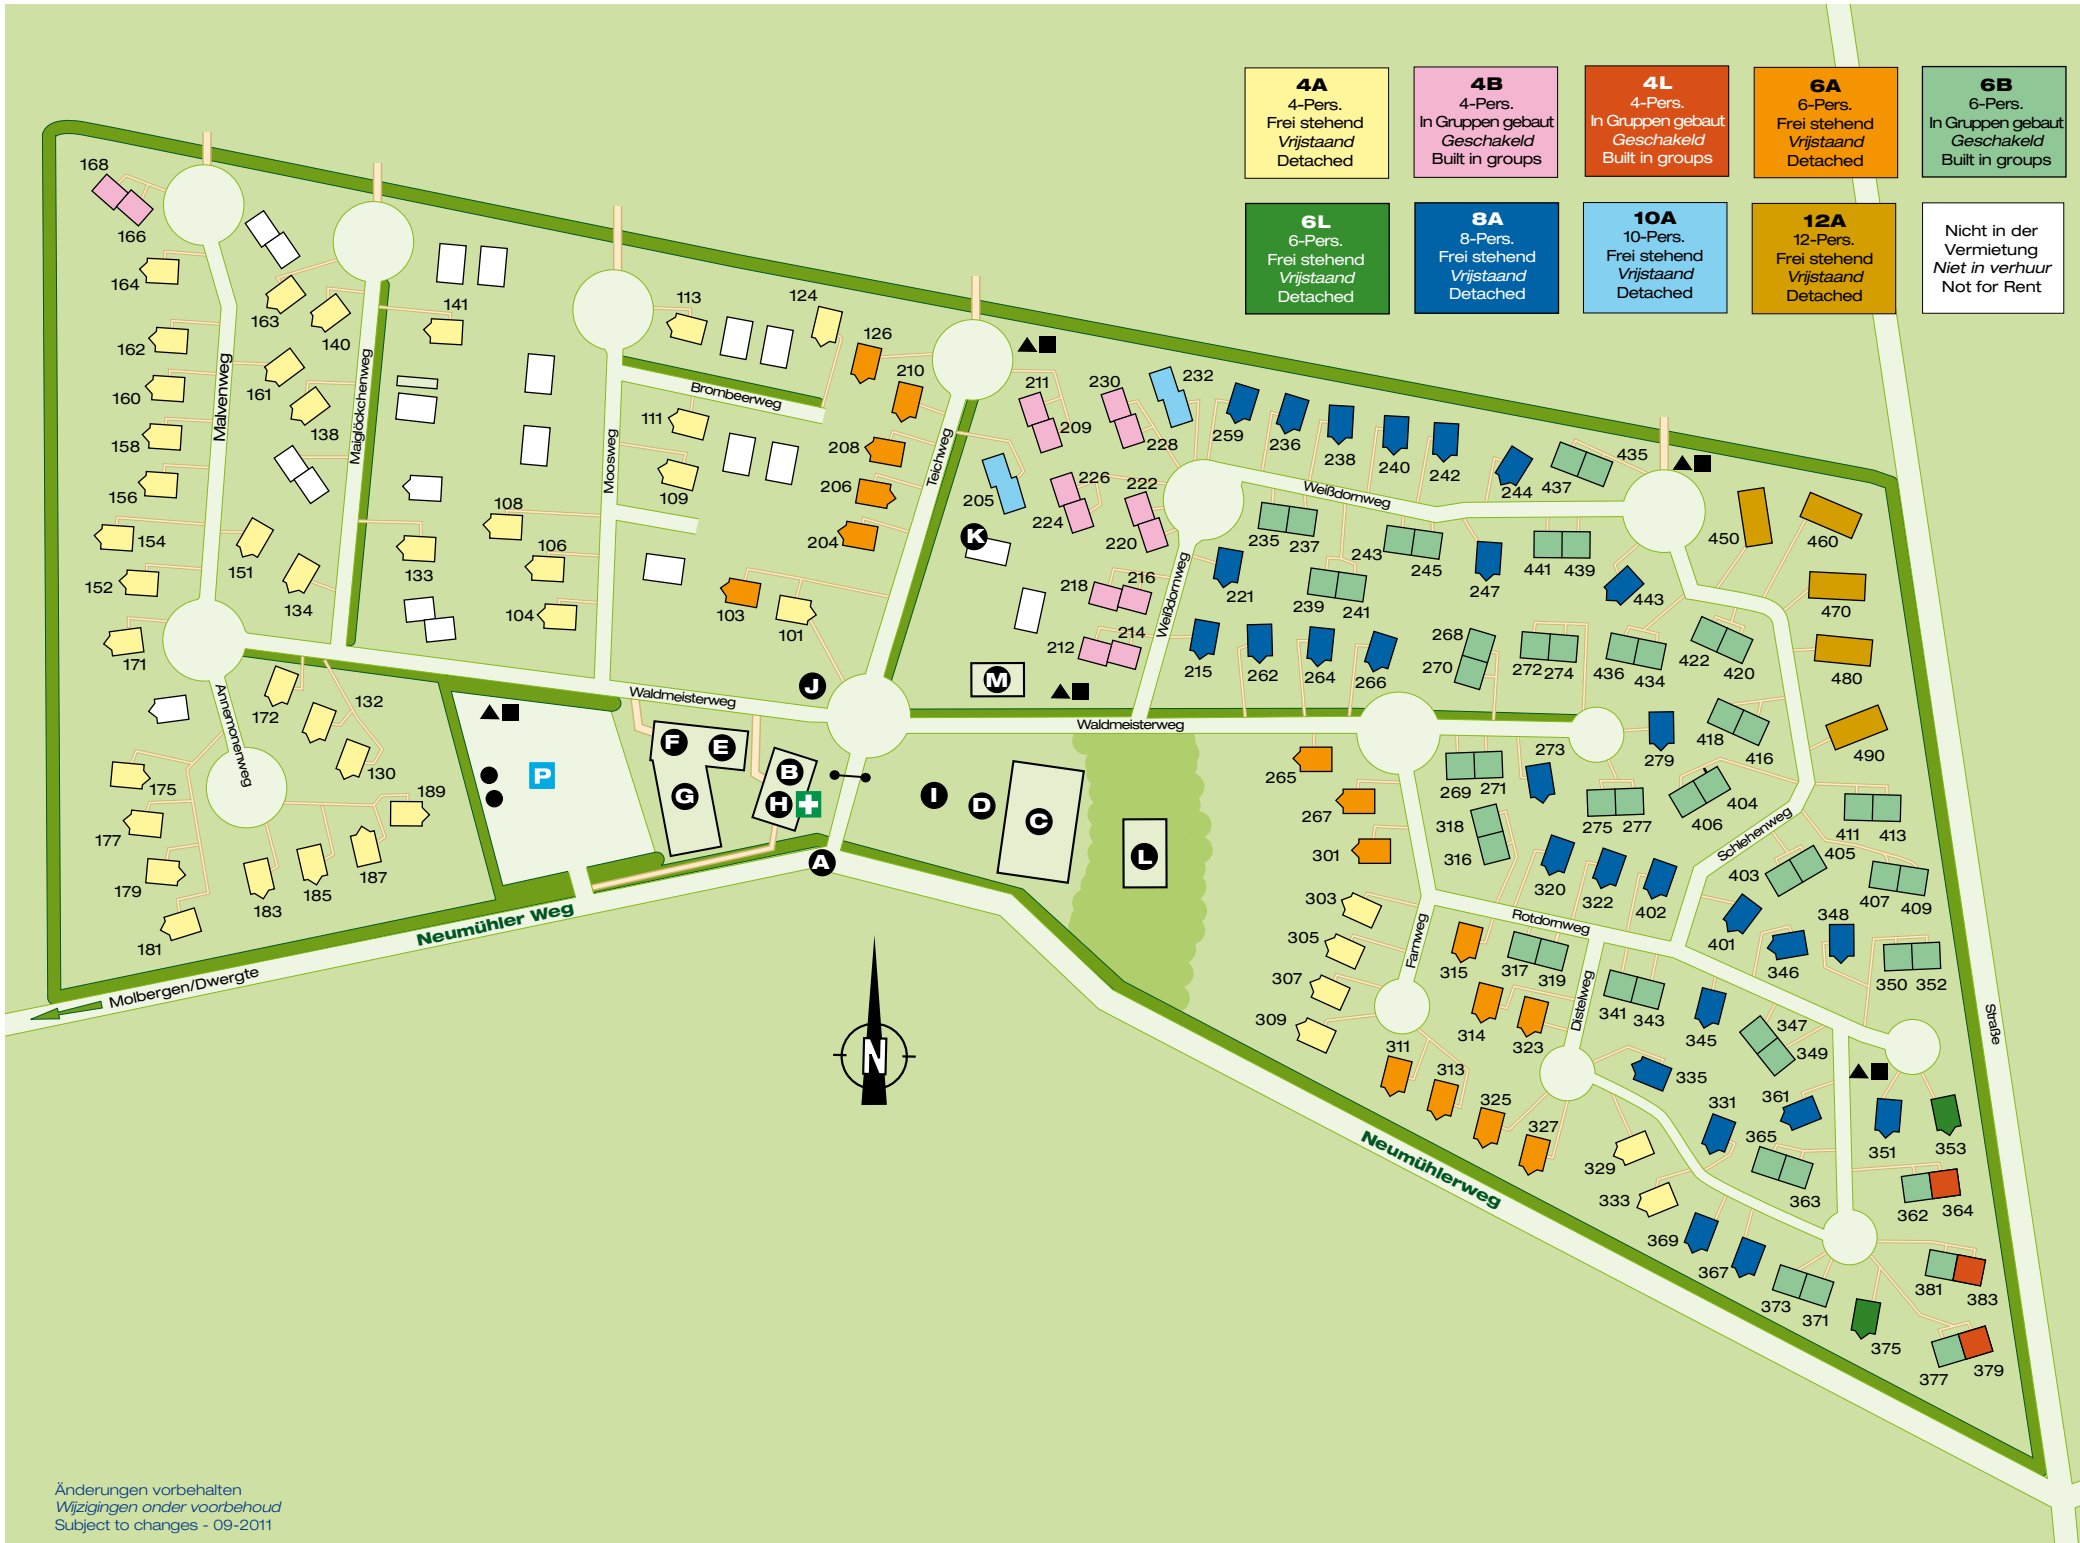 4A
4-Pers.
Frei stehend
Vrijstaand
Detached
4B
4-Pers.
In Gruppen gebaut
Geschakeld
Built in groups
4L
4-Pers.
In Gruppen gebaut
Geschakeld
Built in groups
6A
6-Pers.
Frei stehend
Vrijstaand
Detached
6B
6-Pers.
In Gruppen gebaut
Geschakeld
Built in groups
6L
6-Pers.
Frei stehend
Vrijstaand
Detached
8A
8-Pers.
Frei stehend
Vrijstaand
Detached
10A
10-Pers.
Frei stehend
Vrijstaand
Detached
12A
12-Pers.
Frei stehend
Vrijstaand
Detached
Nicht in der
Vermietung
Niet in verhuur
Not for Rent
168
166
164
162
160
158
156
154
152
171
163
140
141
161
138
151
134
133
Malvenweg
Maiglöckchenweg
Annemonenweg
172
132
130
175
177
179
181
183
185
187
189
113
124
126
210
111
109
108
106
104
103
101
208
206
204
Moosweg
Brombeerweg
Teichweg
Waldmeisterweg
211
209
205
230
228
232
226
224
222
220
218
216
212
214
259
236
238
240
242
244
437
435
Weißdornweg
Weißdornweg
235
237
243
245
239
241
247
441
439
443
221
215
262
264
266
268
270
272
274
436
434
422
420
450
460
470
480
490
418
416
279
273
269
271
275
277
406
404
411
413
Waldmeisterweg
265
267
301
303
305
307
309
311
313
318
316
320
322
402
403
405
407
409
401
346
348
350
352
Schlehenweg
Rotdornweg
Farnweg
Distelweg
315
317
319
314
323
325
327
329
333
341
343
345
347
349
335
331
361
365
363
351
353
362
364
369
367
373
371
375
381
383
377
379
J
K
M
F
E
G
B
H
I
D
C
L
A
P
N
Neumühler Weg
Molbergen/Dwergte
Neumühlerweg
Straße
Änderungen vorbehalten
Wijzigingen onder voorbehoud
Subject to changes - 09-2011